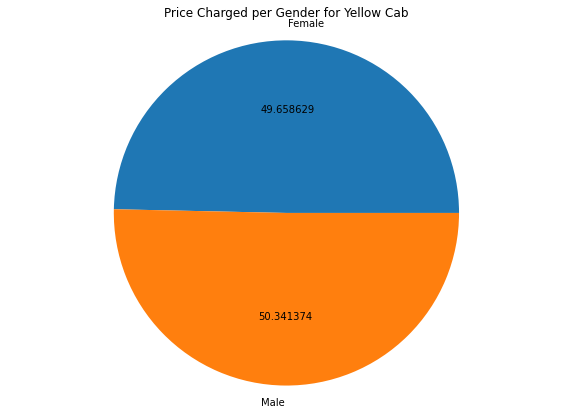 Price Charged per Gender for Yellow Cab
Female
49.658629
50.341374
Male